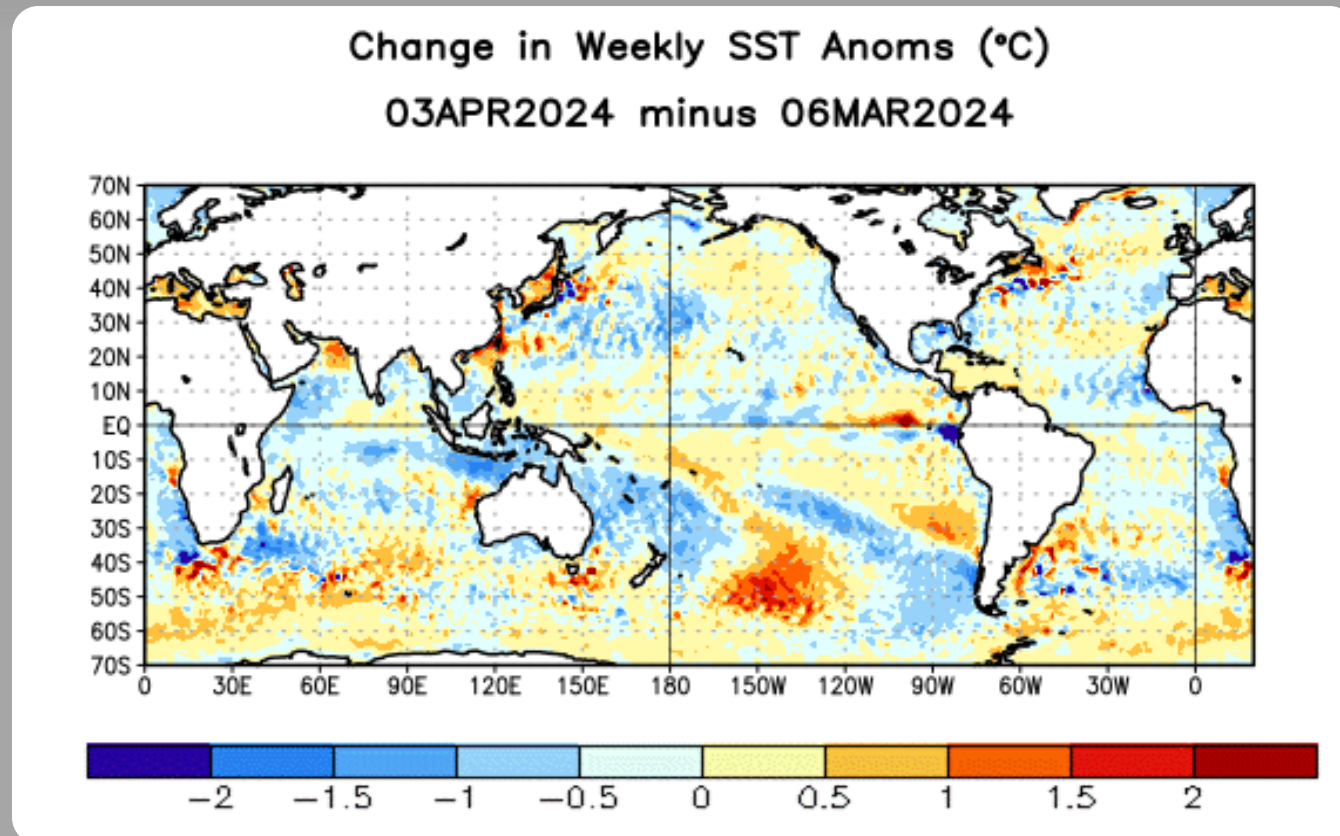 Change in Weekly SST Anoms (°C)
03APR2024 minus 06MAR2024
70N
60N
50N
40N
30N
20N
10N
EQ
10S
20S
30S
40S
50S
60S
70S
0 30E 60E 90E 120E 150E 180 150W 120W 90W 60W 30W 0
−2 −1.5 −1 −0.5 0 0.5 1 1.5 2